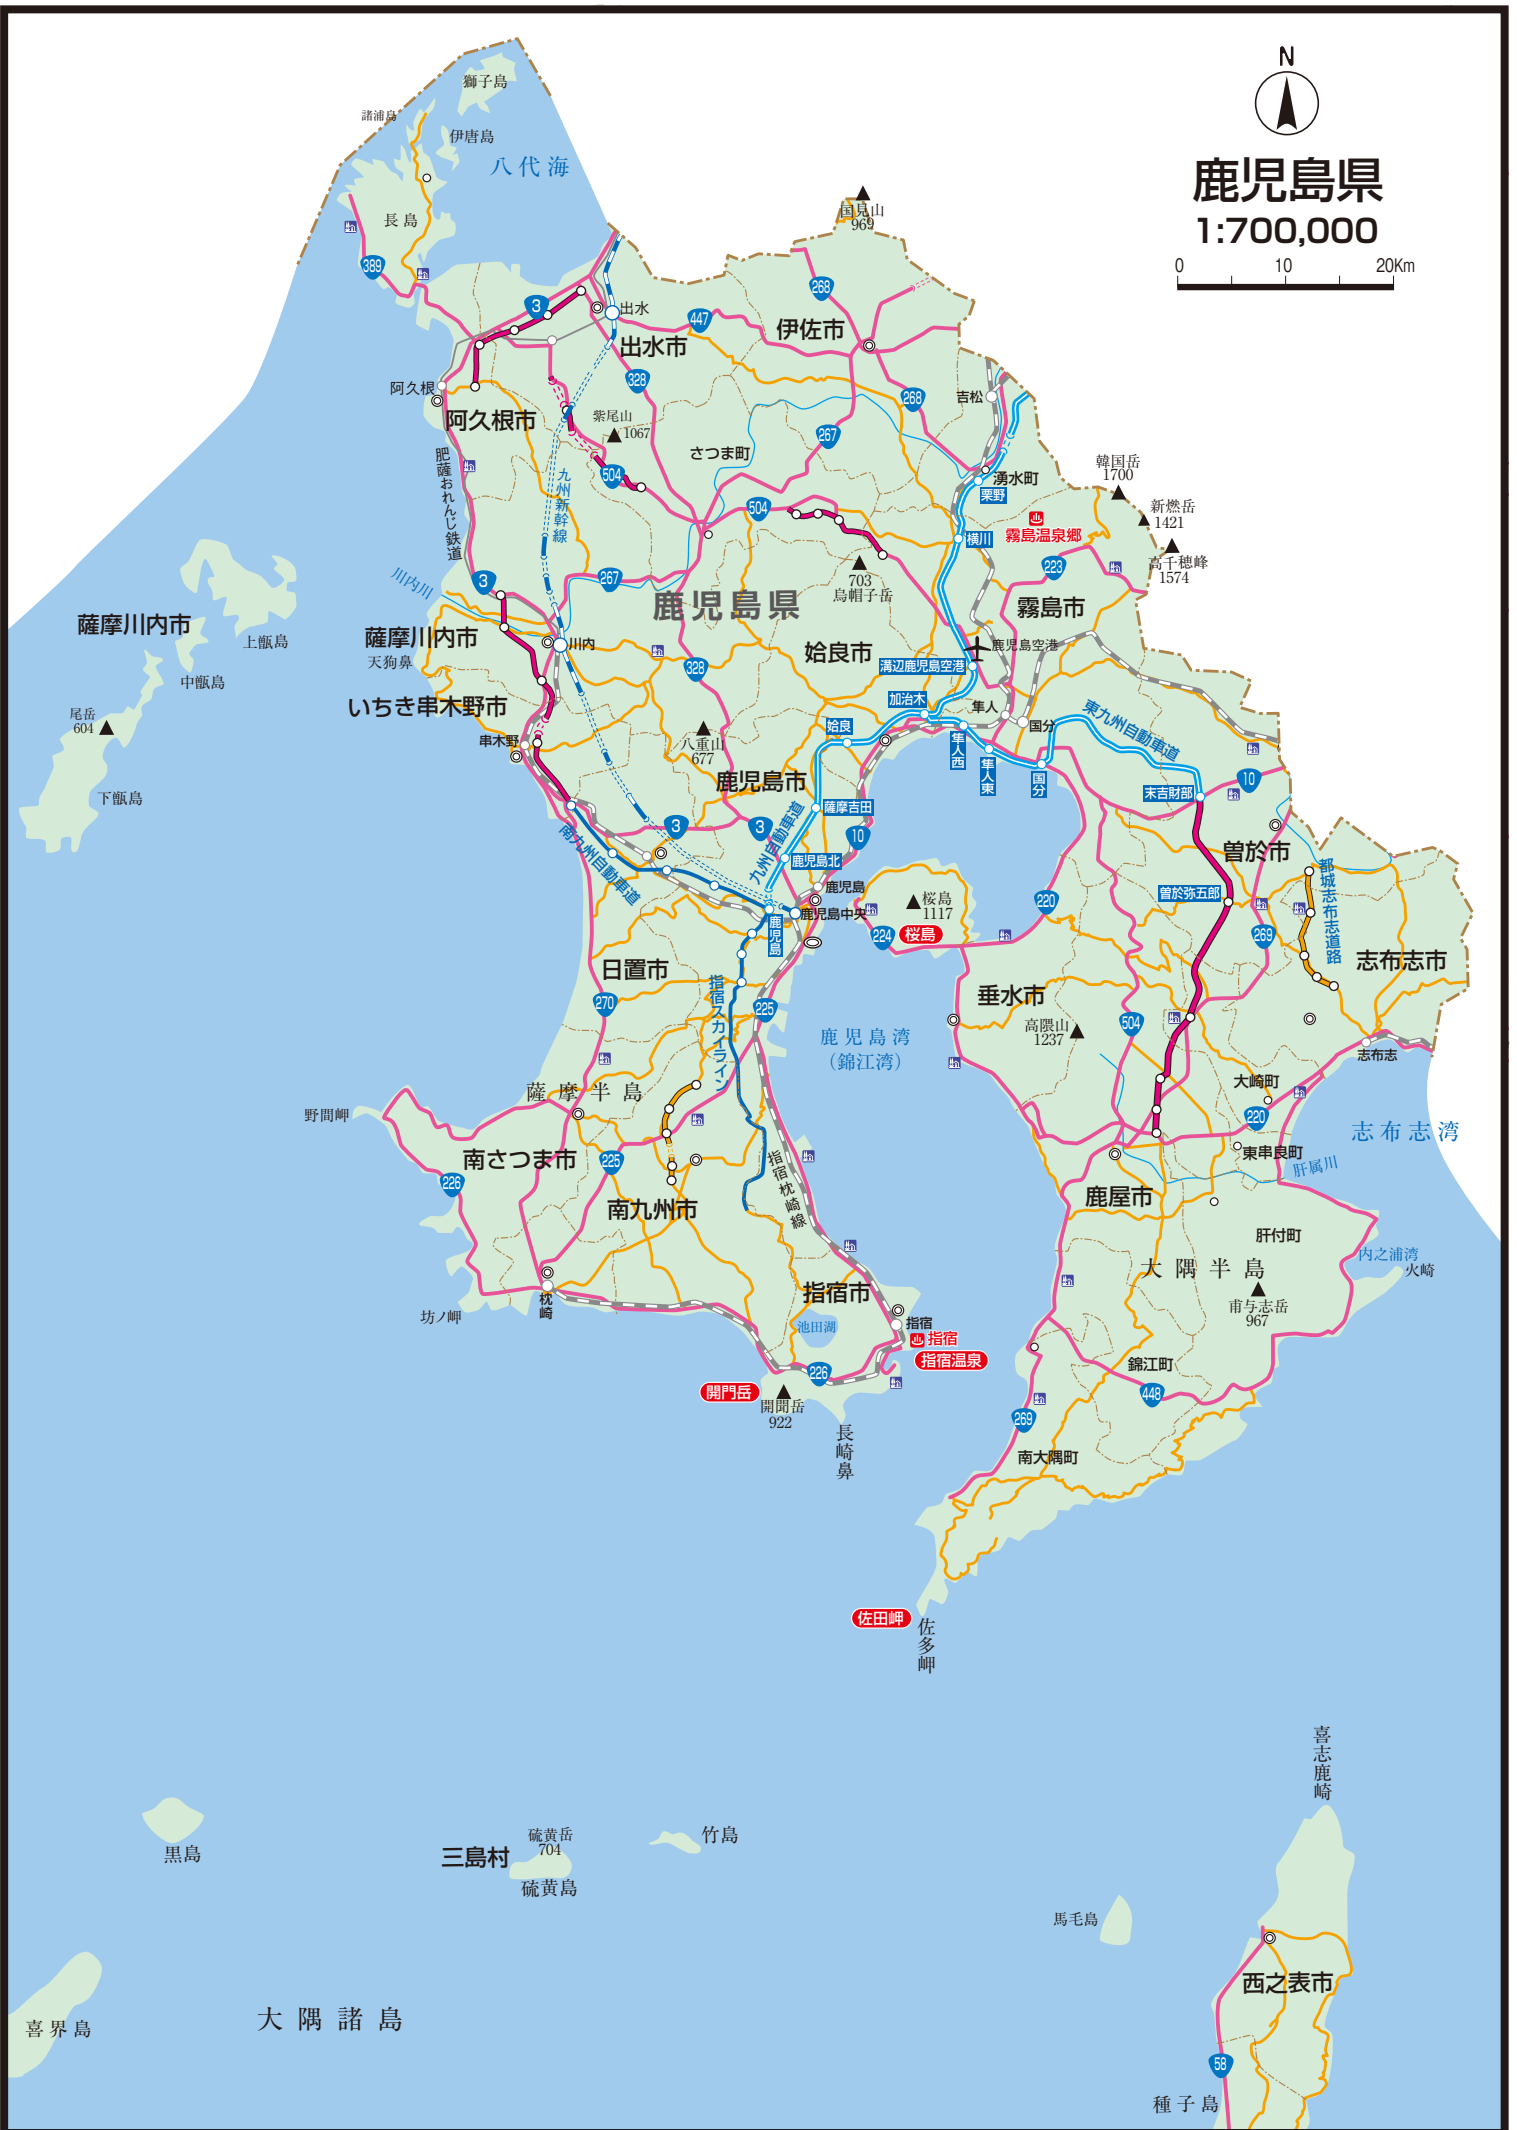 N
鹿児島県
1:700,000
0 10 20Km
獅子島
諸浦島
伊唐島
八代海
長島
389
国見山
969
268
3
出水
447
伊佐市
出水市
328
阿久根
268
吉松
阿久根市
紫尾山
1067
さつま町
267
肥薩おれんじ鉄道
九州新幹線
504
504
湧水町
栗野
韓国岳
1700
新燃岳
1421
霧島温泉郷
横川
高千穂峰
1574
703
烏帽子岳
223
川内川
3
267
鹿児島県
霧島市
薩摩川内市
上甑島
薩摩川内市
天狗鼻
川内
始良市
鹿児島空港
溝辺鹿児島空港
中甑島
328
尾岳
604
いちき串木野市
加治木
隼人
国分
東九州自動車道
串木野
八重山
677
始良
隼人西
隼人東
国分
下甑島
鹿児島市
薩摩吉田
末吉財部
10
3
3
九州自動車道
10
南九州自動車道
鹿児島北
曽於市
都城志布志道路
鹿児島
鹿児島中央
鹿児島
桜島
1117
224
桜島
220
曽於弥五郎
269
志布志市
日置市
270
指宿スカイライン
225
垂水市
高隈山
1237
504
鹿児島湾
(錦江湾)
志布志
薩摩半島
大崎町
220
野間岬
志布志湾
南さつま市
225
226
指宿枕崎線
東串良町
肝属川
南九州市
鹿屋市
肝付町
内之浦湾
火崎
大隅半島
甫与志岳
967
枕崎
坊ノ岬
指宿市
池田湖
指宿
指宿
指宿温泉
226
開門岳
開聞岳
922
長崎鼻
錦江町
448
269
南大隅町
佐田岬
佐多岬
喜志鹿崎
黒島
三島村
硫黄岳
704
硫黄島
竹島
馬毛島
西之表市
喜界島
大隅諸島
58
種子島